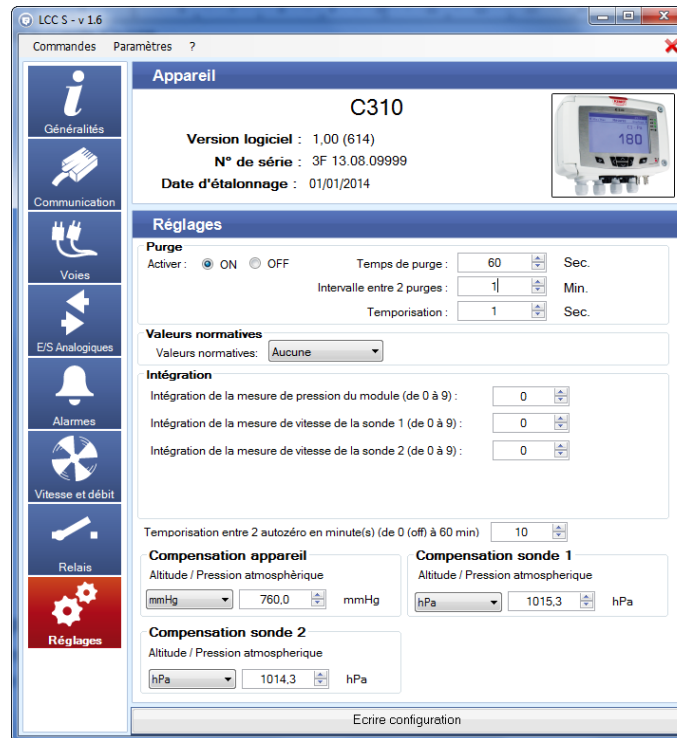 LCC S - v 1.6
Commandes Paramètres ?
Généralités
Communication
Voies
E/S Analogiques
Alarmes
Vitesse et débit
Relais
Réglages
Appareil
C310
Version logiciel : 1,00 (614)
N° de série : 3F 13.08.09999
Date d'étalonnage : 01/01/2014
180
Réglages
Purge
Activer : ON OFF Temps de purge : 60 Sec.
Intervalle entre 2 purges : 1 Min.
Temporisation : 1 Sec.
Valeurs normatives
Valeurs normatives: Aucune
Intégration
Intégration de la mesure de pression du module (de 0 à 9) : 0
Intégration de la mesure de vitesse de la sonde 1 (de 0 à 9) : 0
Intégration de la mesure de vitesse de la sonde 2 (de 0 à 9) : 0
Temporisation entre 2 autozéro en minute(s) (de 0 (off) à 60 min) 10
Compensation appareil
Altitude / Pression atmosphèrique
mmHg 760,0 mmHg
Compensation sonde 1
Altitude / Pression atmospherique
hPa 1015,3 hPa
Compensation sonde 2
Altitude / Pression atmospherique
hPa 1014,3 hPa
Ecrire configuration